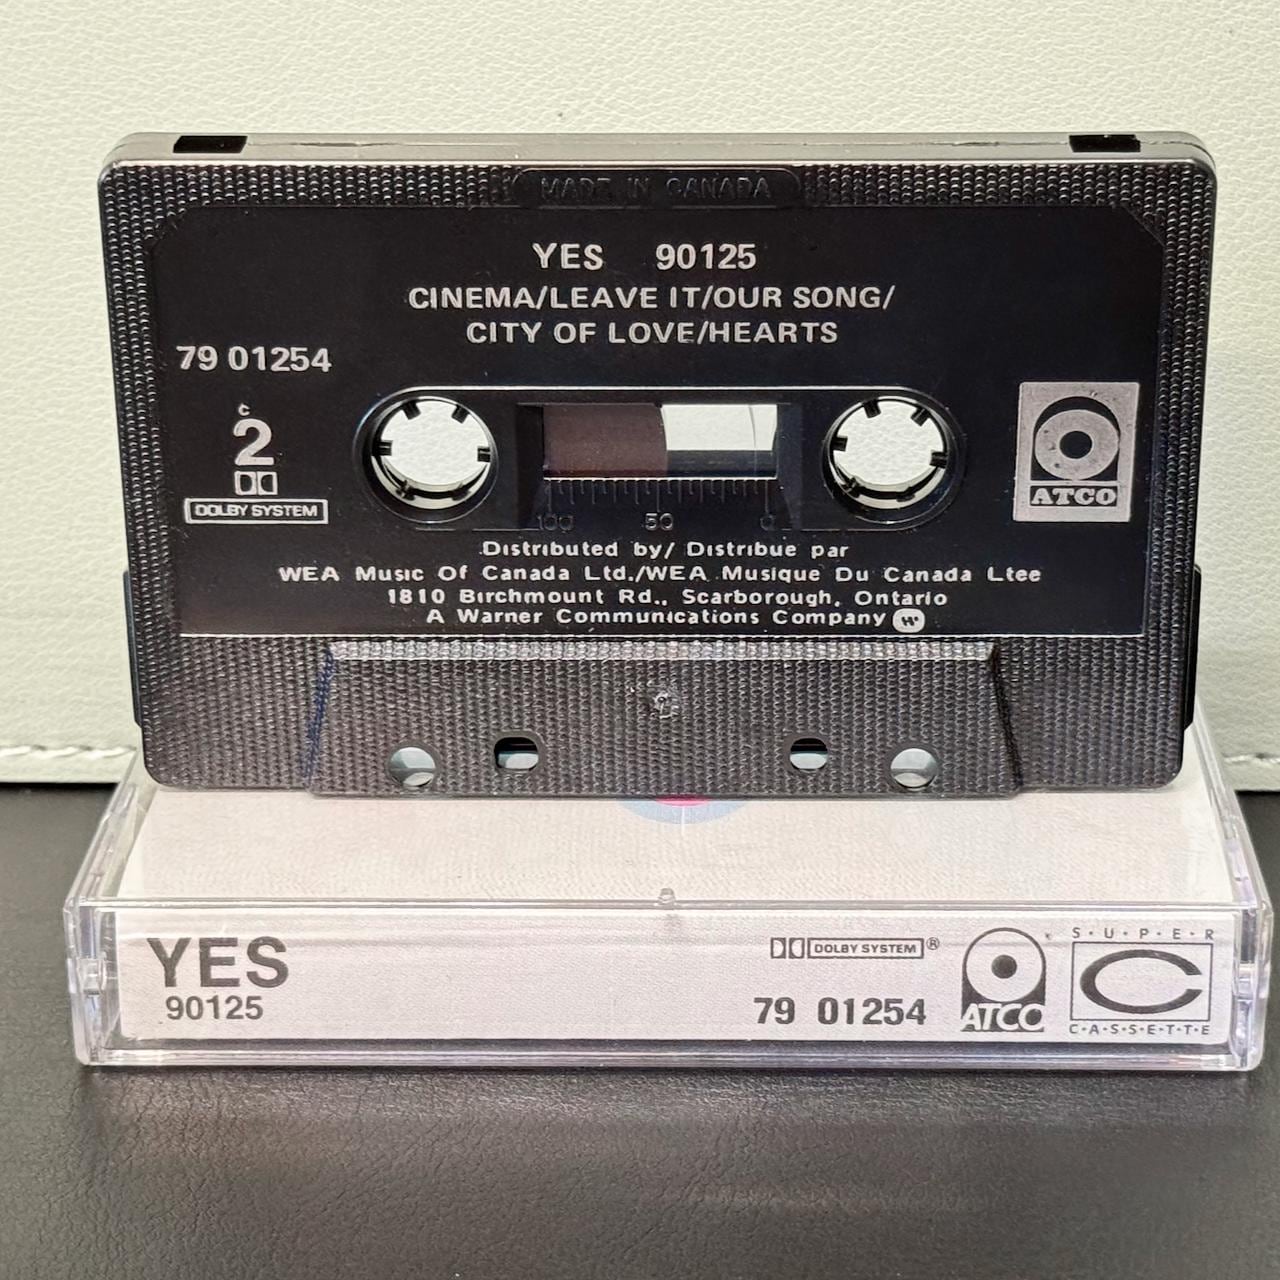 MADE IN CANADA
YES 90125
CINEMA/LEAVE IT/OUR SONG/
CITY OF LOVE/HEARTS
79 01254
c
2
DOLBY SYSTEM
ATCO
100 50 0
Distributed by/ Distribue par
WEA Music Of Canada Ltd./WEA Musique Du Canada Ltee
1810 Birchmount Rd., Scarborough, Ontario
A Warner Communications Company
YES
90125
DOLBY SYSTEM®
79 01254
ATCO
S·U·P·E·R
C
C·A·S·S·E·T·T·E